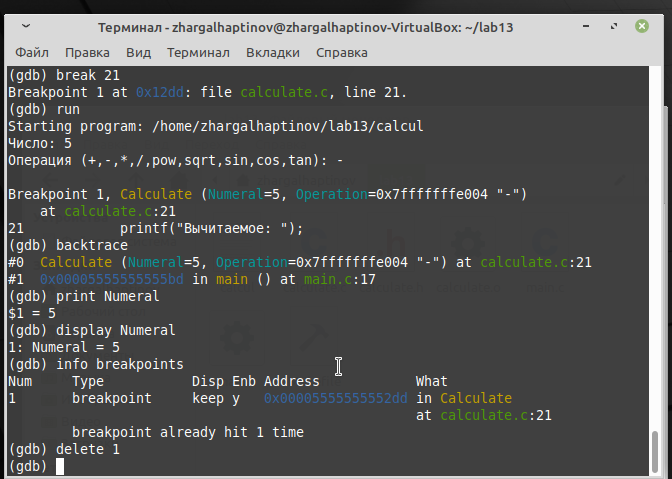 Терминал - zhargalhaptinov@zhargalhaptinov-VirtualBox: ~/lab13
Файл Правка Вид Терминал Вкладки Справка
(gdb) break 21
Breakpoint 1 at 0x12dd: file calculate.c, line 21.
(gdb) run
Starting program: /home/zhargalhaptinov/lab13/calcul
Число: 5
Операция (+,-,*,/,pow,sqrt,sin,cos,tan): -
Breakpoint 1, Calculate (Numeral=5, Operation=0x7fffffffe004 "-")
at calculate.c:21
21 printf("Вычитаемое: ");
(gdb) backtrace
#0 Calculate (Numeral=5, Operation=0x7fffffffe004 "-") at calculate.c:21
#1 0x00005555555555bd in main () at main.c:17
(gdb) print Numeral
$1 = 5
(gdb) display Numeral
1: Numeral = 5
(gdb) info breakpoints
Num Type Disp Enb Address What
1 breakpoint keep y 0x00005555555552dd in Calculate
at calculate.c:21
breakpoint already hit 1 time
(gdb) delete 1
(gdb)